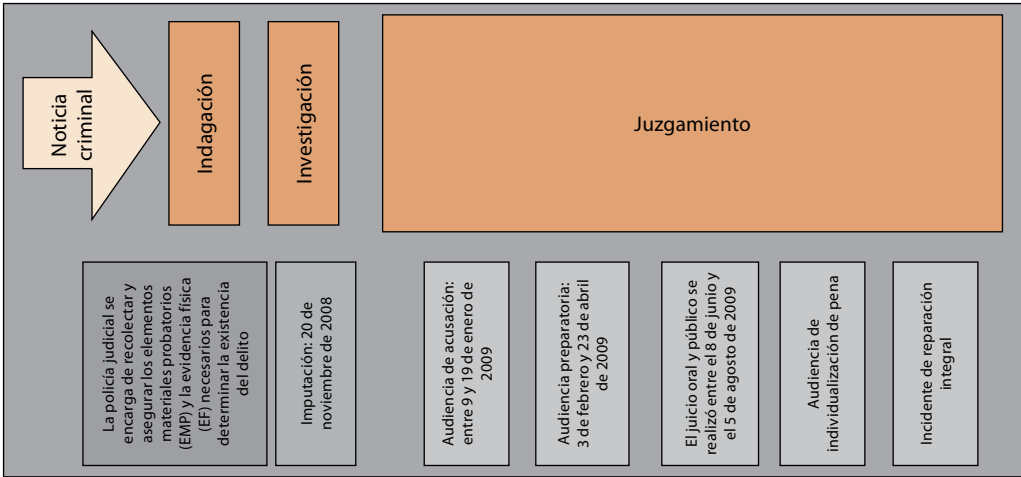 Noticia
criminal
Indagación
Investigación
Juzgamiento
La policía judicial se
encarga de recolectar y
asegurar los elementos
materiales probatorios
(EMP) y la evidencia física
(EF) necesarios para
determinar la existencia
del delito
Imputación: 20 de
noviembre de 2008
Audiencia de acusación:
entre 9 y 19 de enero de
2009
Audiencia preparatoria:
3 de febrero y 23 de abril
de 2009
El juicio oral y público se
realizó entre el 8 de junio y
el 5 de agosto de 2009
Audiencia de
individualización de pena
Incidente de reparación
integral